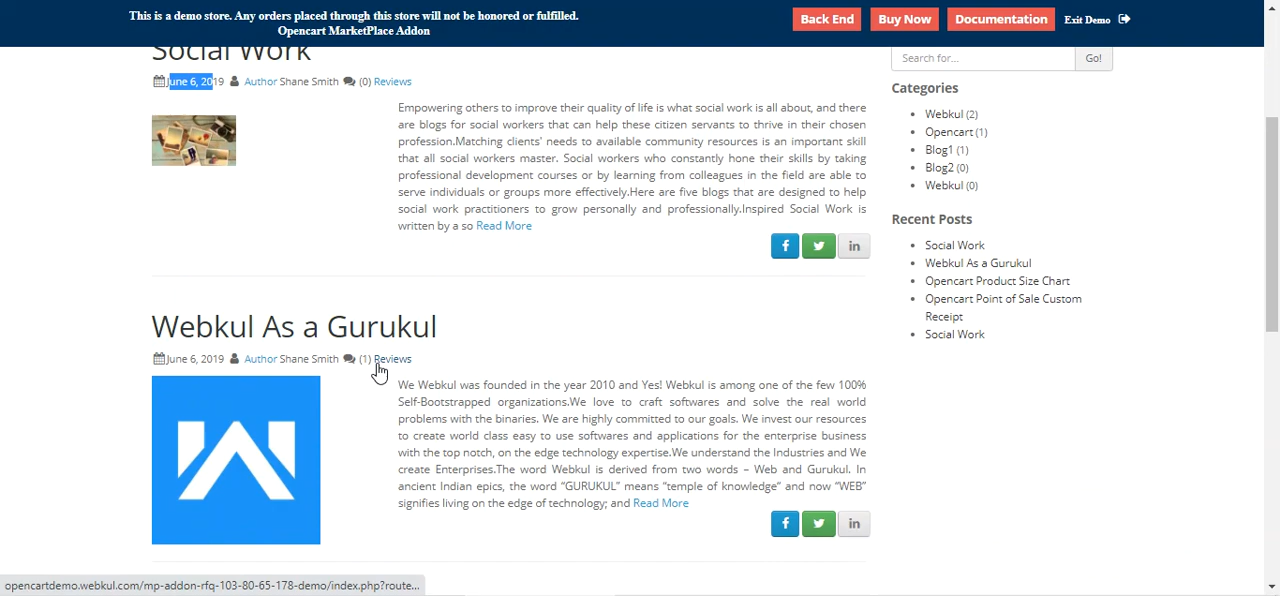 This is a demo store. Any orders placed through this store will not be honored or fulfilled.
Opencart MarketPlace Addon
Back End
Buy Now
Documentation
Exit Demo
Social Work
June 6, 2019 Author Shane Smith (0) Reviews
Empowering others to improve their quality of life is what social work is all about, and there
are blogs for social workers that can help these citizen servants to thrive in their chosen
profession.Matching clients' needs to available community resources is an important skill
that all social workers master. Social workers who constantly hone their skills by taking
professional development courses or by learning from colleagues in the field are able to
serve individuals or groups more effectively.Here are five blogs that are designed to help
social work practitioners to grow personally and professionally.Inspired Social Work is
written by a so Read More
f
in
Webkul As a Gurukul
June 6, 2019 Author Shane Smith (1) Reviews
We Webkul was founded in the year 2010 and Yes! Webkul is among one of the few 100%
Self-Bootstrapped organizations.We love to craft softwares and solve the real world
problems with the binaries. We are highly committed to our goals. We invest our resources
to create world class easy to use softwares and applications for the enterprise business
with the top notch, on the edge technology expertise.We understand the Industries and We
create Enterprises.The word Webkul is derived from two words – Web and Gurukul. In
ancient Indian epics, the word “GURUKUL” means “temple of knowledge” and now “WEB”
signifies living on the edge of technology; and Read More
f
in
Search for...
Go!
Categories
Webkul (2)
Opencart (1)
Blog1 (1)
Blog2 (0)
Webkul (0)
Recent Posts
Social Work
Webkul As a Gurukul
Opencart Product Size Chart
Opencart Point of Sale Custom
Receipt
Social Work
opencartdemo.webkul.com/mp-addon-rfq-103-80-65-178-demo/index.php?route...